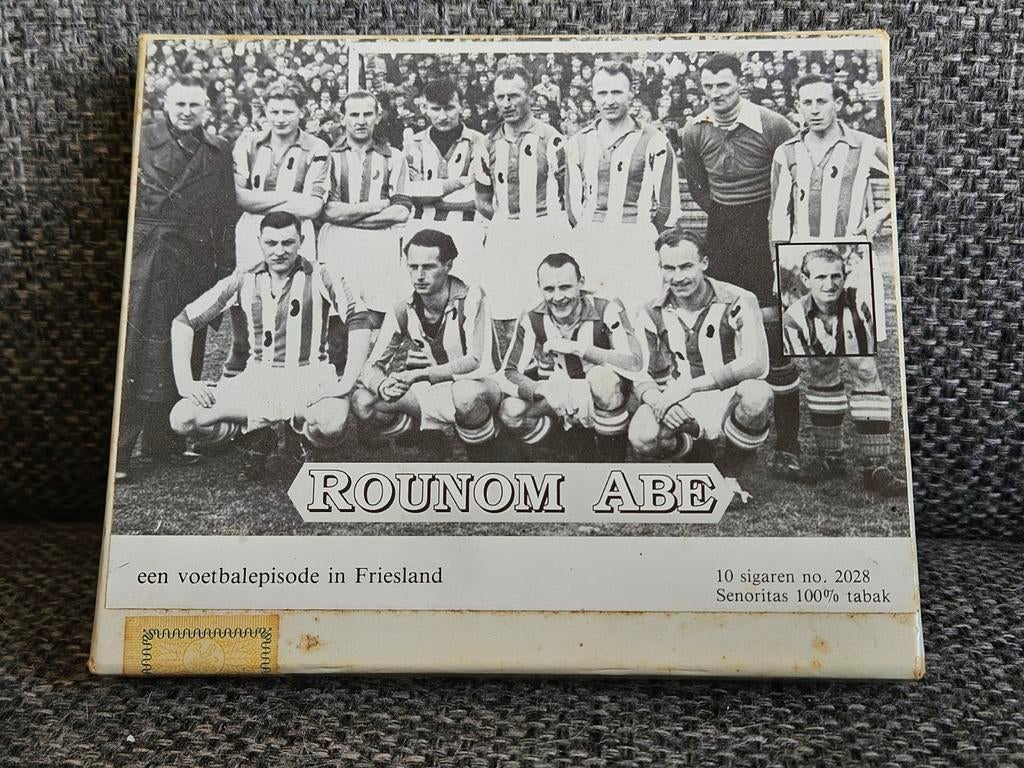 ROUNOM ABE
een voetbalepisode in Friesland
10 sigaren no. 2028
Senoritas 100% tabak